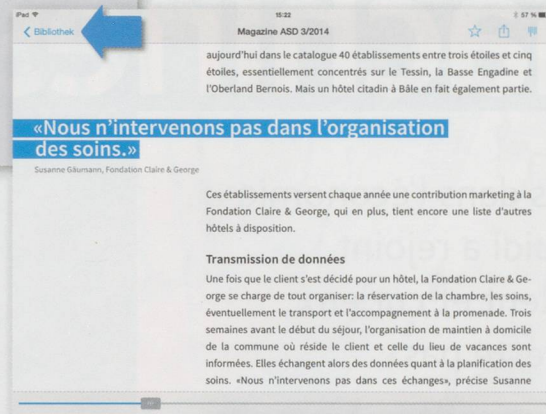 iPad 15:22 57 %
Bibliothek Magazine ASD 3/2014
aujourd'hui dans le catalogue 40 établissements entre trois étoiles et cinq
étoiles, essentiellement concentrés sur le Tessin, la Basse Engadine et
l'Oberland Bernois. Mais un hôtel citadin à Bâle en fait également partie.
«Nous n'intervenons pas dans l'organisation
des soins.»
Susanne Gäumann, Fondation Claire & George
Ces établissements versent chaque année une contribution marketing à la
Fondation Claire & George, qui en plus, tient encore une liste d'autres
hôtels à disposition.
Transmission de données
Une fois que le client s'est décidé pour un hôtel, la Fondation Claire & Ge-
orge se charge de tout organiser: la réservation de la chambre, les soins,
éventuellement le transport et l'accompagnement à la promenade. Trois
semaines avant le début du séjour, l'organisation de maintien à domicile
de la commune où réside le client et celle du lieu de vacances sont
informées. Elles échangent alors des données quant à la planification des
soins. «Nous n'intervenons pas dans ces échanges», précise Susanne